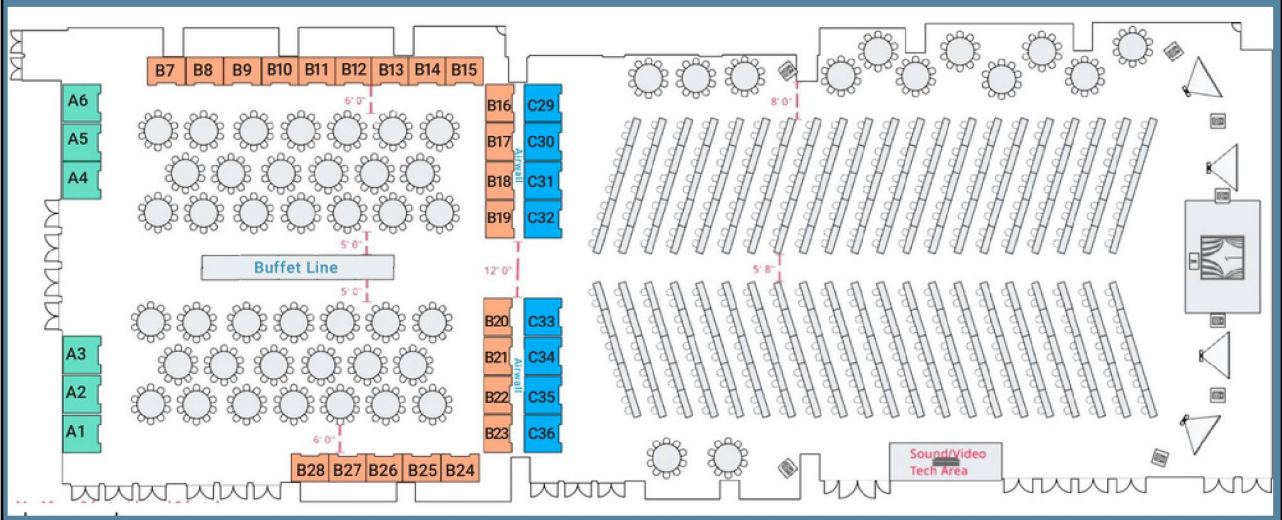 B7 B8 B9 B10 B11 B12 B13 B14 B15
A6
A5
A4
6' 0"
B16
B17
B18
B19
Airwall
C29
C30
C31
C32
8' 0"
5' 0"
Buffet Line
5' 0"
12' 0"
5' 8"
A3
A2
A1
B20
B21
B22
B23
Airwall
C33
C34
C35
C36
6' 0"
B28 B27 B26 B25 B24
Sound/Video
Tech Area